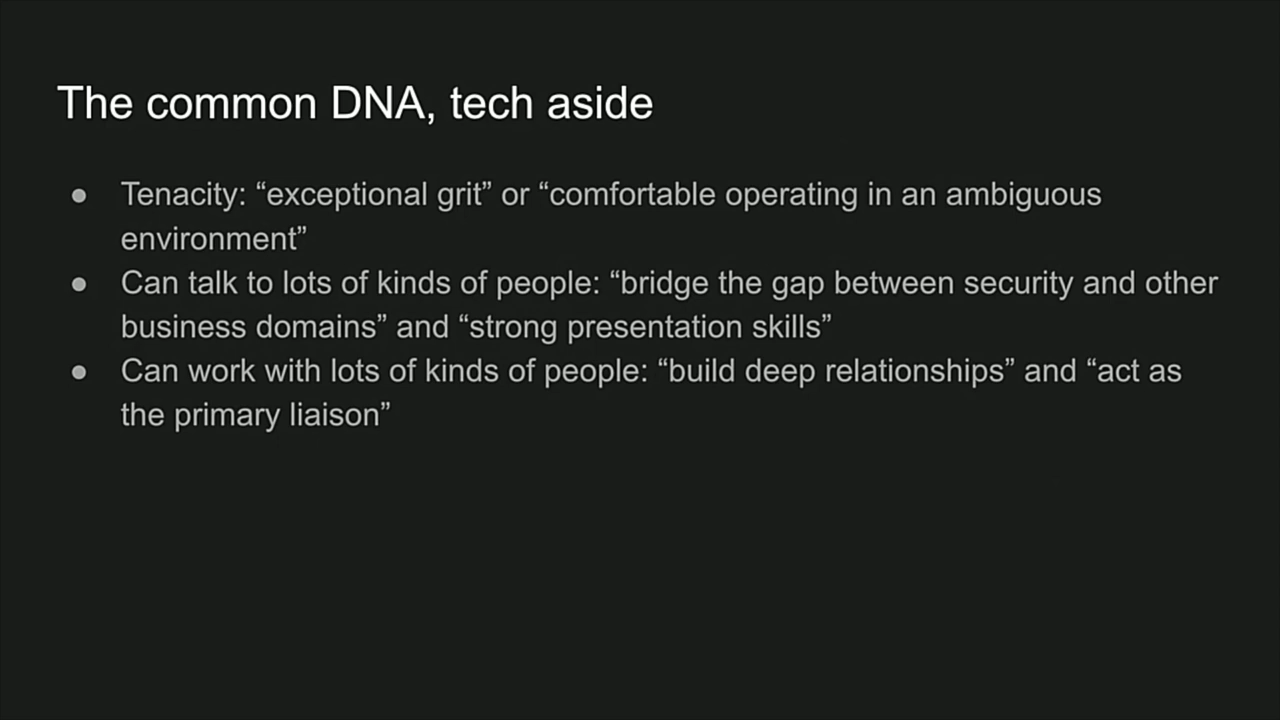 The common DNA, tech aside
● Tenacity: “exceptional grit” or “comfortable operating in an ambiguous
environment”
● Can talk to lots of kinds of people: “bridge the gap between security and other
business domains” and “strong presentation skills”
● Can work with lots of kinds of people: “build deep relationships” and “act as
the primary liaison”